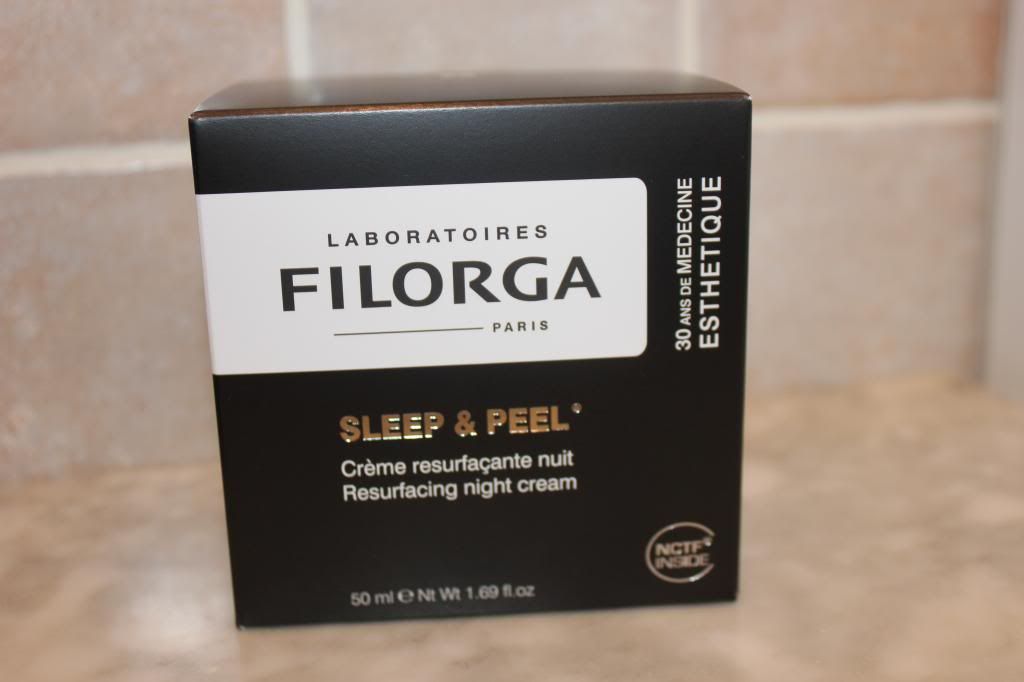 LABORATOIRES
FILORGA
PARIS
30 ANS DE MEDECINE
ESTHETIQUE
SLEEP & PEEL®
Crème resurfaçante nuit
Resurfacing night cream
NCTF®
INSIDE
50 ml ℮ Nt Wt 1.69 fl.oz